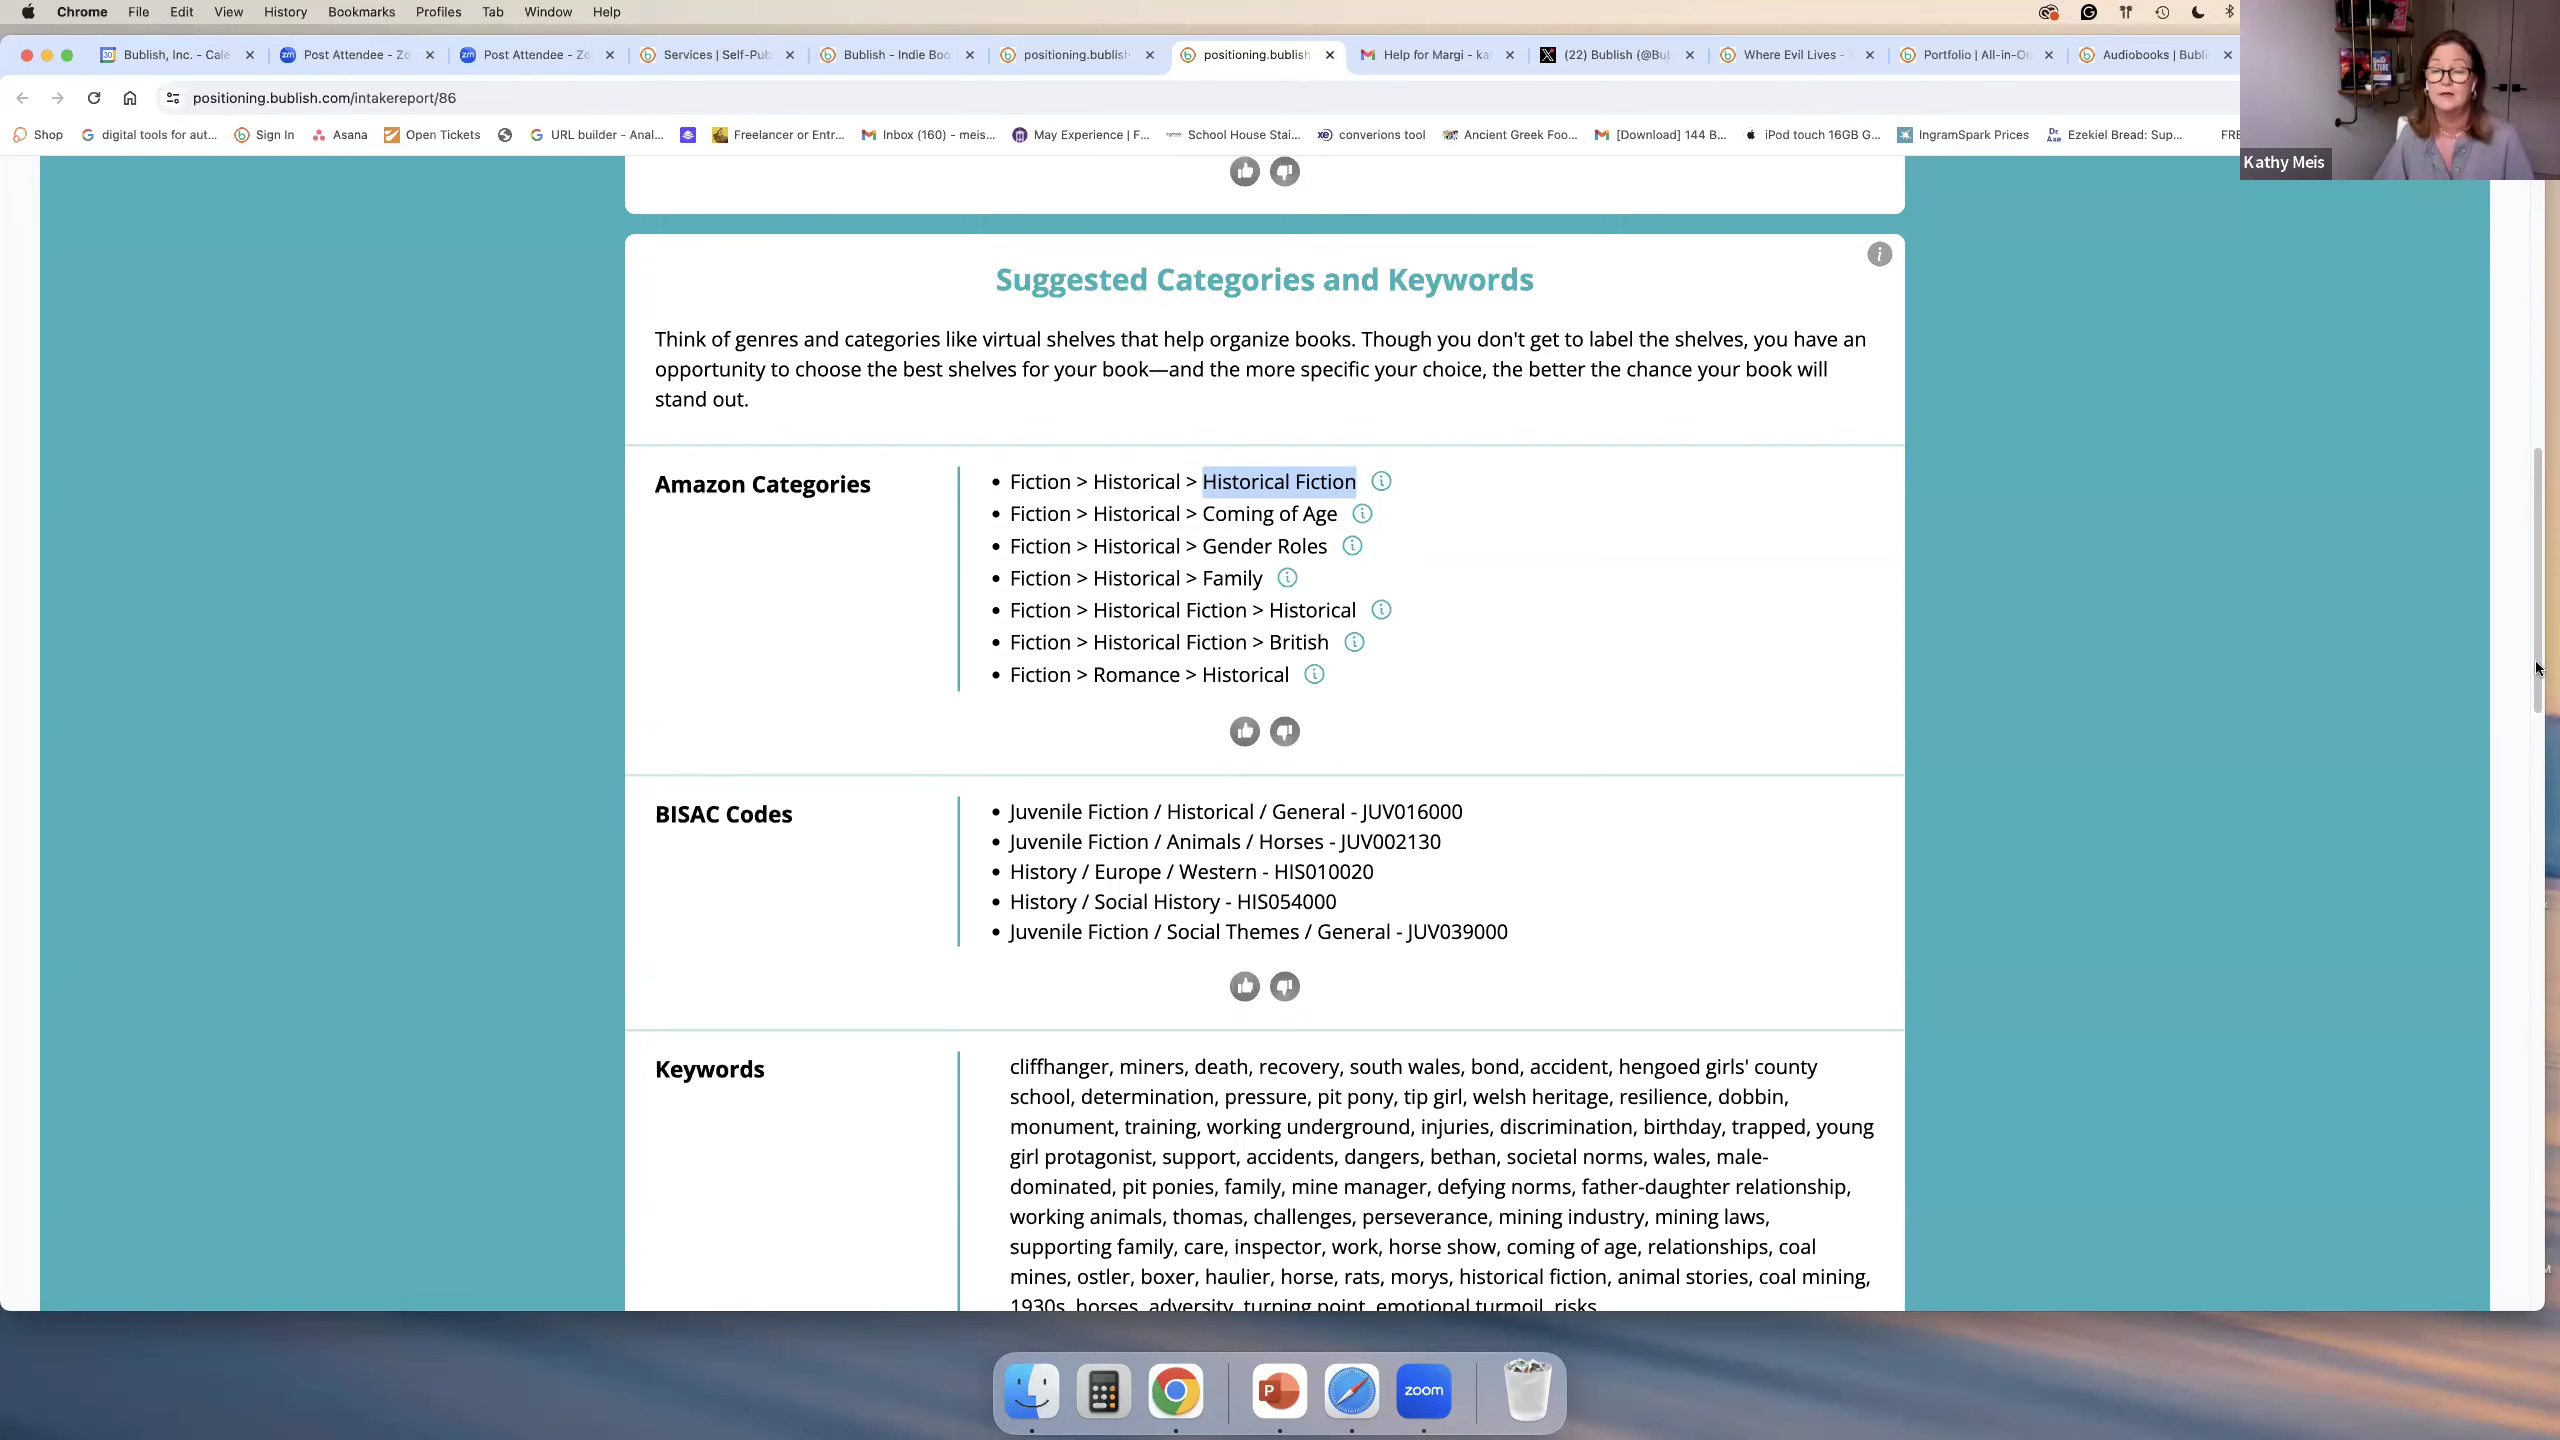 Chrome File Edit View History Bookmarks Profiles Tab Window Help
Bublish, Inc. - Cale
Post Attendee - Zo
Post Attendee - Zo
Services | Self-Pub
Bublish - Indie Boo
positioning.bublish
positioning.bublish
Help for Margi - ka
(22) Bublish (@Bu
Where Evil Lives -
Portfolio | All-in-On
Audiobooks | Bubli
positioning.bublish.com/intakereport/86
Shop
digital tools for aut...
Sign In
Asana
Open Tickets
URL builder - Anal...
Freelancer or Entr...
Inbox (160) - meis...
May Experience | F...
School House Stai...
converions tool
Ancient Greek Foo...
[Download] 144 B...
iPod touch 16GB G...
IngramSpark Prices
Ezekiel Bread: Sup...
FRE
Kathy Meis
Suggested Categories and Keywords
Think of genres and categories like virtual shelves that help organize books. Though you don't get to label the shelves, you have an
opportunity to choose the best shelves for your book—and the more specific your choice, the better the chance your book will
stand out.
Amazon Categories
• Fiction > Historical > Historical Fiction
• Fiction > Historical > Coming of Age
• Fiction > Historical > Gender Roles
• Fiction > Historical > Family
• Fiction > Historical Fiction > Historical
• Fiction > Historical Fiction > British
• Fiction > Romance > Historical
BISAC Codes
• Juvenile Fiction / Historical / General - JUV016000
• Juvenile Fiction / Animals / Horses - JUV002130
• History / Europe / Western - HIS010020
• History / Social History - HIS054000
• Juvenile Fiction / Social Themes / General - JUV039000
Keywords
cliffhanger, miners, death, recovery, south wales, bond, accident, hengoed girls' county
school, determination, pressure, pit pony, tip girl, welsh heritage, resilience, dobbin,
monument, training, working underground, injuries, discrimination, birthday, trapped, young
girl protagonist, support, accidents, dangers, bethan, societal norms, wales, male-
dominated, pit ponies, family, mine manager, defying norms, father-daughter relationship,
working animals, thomas, challenges, perseverance, mining industry, mining laws,
supporting family, care, inspector, work, horse show, coming of age, relationships, coal
mines, ostler, boxer, haulier, horse, rats, morys, historical fiction, animal stories, coal mining,
1930s, horses, adversity, turning point, emotional turmoil, risks
zoom